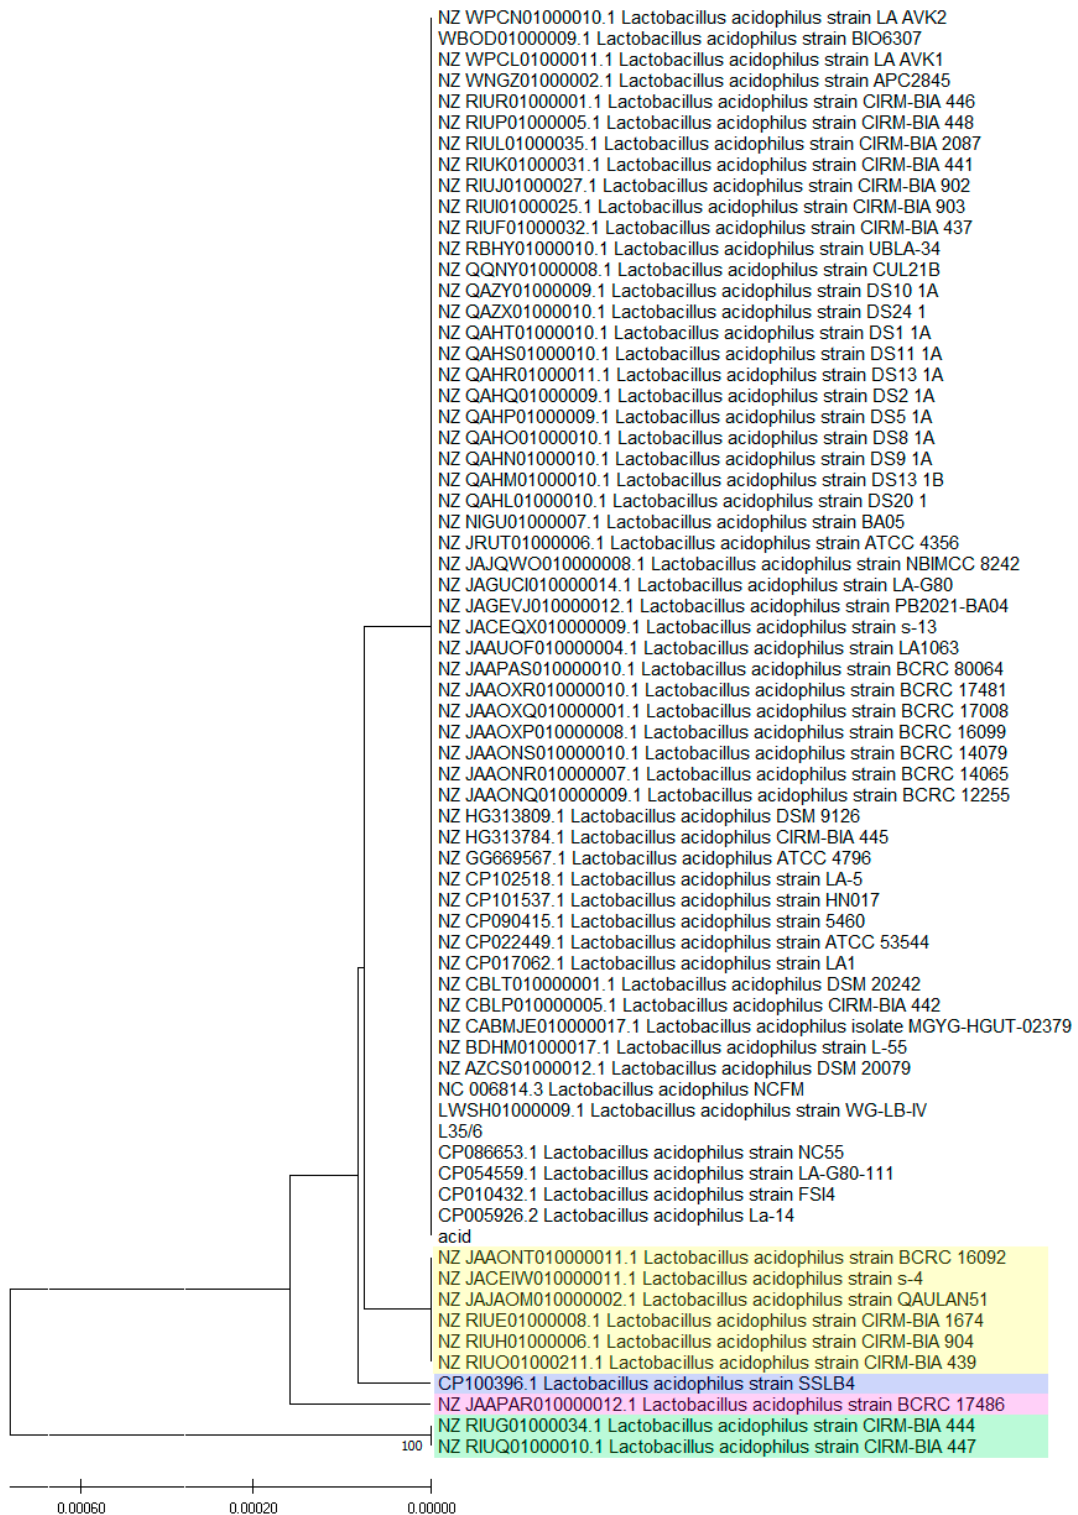 NZ WPCN01000010.1 Lactobacillus acidophilus strain LA AVK2
WBOD01000009.1 Lactobacillus acidophilus strain BIO6307
NZ WPCL01000011.1 Lactobacillus acidophilus strain LA AVK1
NZ WNGZ01000002.1 Lactobacillus acidophilus strain APC2845
NZ RIUR01000001.1 Lactobacillus acidophilus strain CIRM-BIA 446
NZ RIUP01000005.1 Lactobacillus acidophilus strain CIRM-BIA 448
NZ RIUL01000035.1 Lactobacillus acidophilus strain CIRM-BIA 2087
NZ RIUK01000031.1 Lactobacillus acidophilus strain CIRM-BIA 441
NZ RIUJ01000027.1 Lactobacillus acidophilus strain CIRM-BIA 902
NZ RIUI01000025.1 Lactobacillus acidophilus strain CIRM-BIA 903
NZ RIUF01000032.1 Lactobacillus acidophilus strain CIRM-BIA 437
NZ RBHY01000010.1 Lactobacillus acidophilus strain UBLA-34
NZ QQNY01000008.1 Lactobacillus acidophilus strain CUL21B
NZ QAZY01000009.1 Lactobacillus acidophilus strain DS10 1A
NZ QAZX01000010.1 Lactobacillus acidophilus strain DS24 1
NZ QAHT01000010.1 Lactobacillus acidophilus strain DS1 1A
NZ QAHS01000010.1 Lactobacillus acidophilus strain DS11 1A
NZ QAHR01000011.1 Lactobacillus acidophilus strain DS13 1A
NZ QAHQ01000009.1 Lactobacillus acidophilus strain DS2 1A
NZ QAHP01000009.1 Lactobacillus acidophilus strain DS5 1A
NZ QAHO01000010.1 Lactobacillus acidophilus strain DS8 1A
NZ QAHN01000010.1 Lactobacillus acidophilus strain DS9 1A
NZ QAHM01000010.1 Lactobacillus acidophilus strain DS13 1B
NZ QAHL01000010.1 Lactobacillus acidophilus strain DS20 1
NZ NIGU01000007.1 Lactobacillus acidophilus strain BA05
NZ JRUT01000006.1 Lactobacillus acidophilus strain ATCC 4356
NZ JAJQWO010000008.1 Lactobacillus acidophilus strain NBIMCC 8242
NZ JAGUCI010000014.1 Lactobacillus acidophilus strain LA-G80
NZ JAGEVJ010000012.1 Lactobacillus acidophilus strain PB2021-BA04
NZ JACEQX010000009.1 Lactobacillus acidophilus strain s-13
NZ JAAUOF010000004.1 Lactobacillus acidophilus strain LA1063
NZ JAAPAS010000010.1 Lactobacillus acidophilus strain BCRC 80064
NZ JAAOXR010000010.1 Lactobacillus acidophilus strain BCRC 17481
NZ JAAOXQ010000001.1 Lactobacillus acidophilus strain BCRC 17008
NZ JAAOXP010000008.1 Lactobacillus acidophilus strain BCRC 16099
NZ JAAONS010000010.1 Lactobacillus acidophilus strain BCRC 14079
NZ JAAONR010000007.1 Lactobacillus acidophilus strain BCRC 14065
NZ JAAONQ010000009.1 Lactobacillus acidophilus strain BCRC 12255
NZ HG313809.1 Lactobacillus acidophilus DSM 9126
NZ HG313784.1 Lactobacillus acidophilus CIRM-BIA 445
NZ GG669567.1 Lactobacillus acidophilus ATCC 4796
NZ CP102518.1 Lactobacillus acidophilus strain LA-5
NZ CP101537.1 Lactobacillus acidophilus strain HN017
NZ CP090415.1 Lactobacillus acidophilus strain 5460
NZ CP022449.1 Lactobacillus acidophilus strain ATCC 53544
NZ CP017062.1 Lactobacillus acidophilus strain LA1
NZ CBLT010000001.1 Lactobacillus acidophilus DSM 20242
NZ CBLP010000005.1 Lactobacillus acidophilus CIRM-BIA 442
NZ CABMJE010000017.1 Lactobacillus acidophilus isolate MGYG-HGUT-02379
NZ BDHM01000017.1 Lactobacillus acidophilus strain L-55
NZ AZCS01000012.1 Lactobacillus acidophilus DSM 20079
NC 006814.3 Lactobacillus acidophilus NCFM
LWSH01000009.1 Lactobacillus acidophilus strain WG-LB-IV
L35/6
CP086653.1 Lactobacillus acidophilus strain NC55
CP054559.1 Lactobacillus acidophilus strain LA-G80-111
CP010432.1 Lactobacillus acidophilus strain FSI4
CP005926.2 Lactobacillus acidophilus La-14
acid
NZ JAAONT010000011.1 Lactobacillus acidophilus strain BCRC 16092
NZ JACEIW010000011.1 Lactobacillus acidophilus strain s-4
NZ JAJAOM010000002.1 Lactobacillus acidophilus strain QAULAN51
NZ RIUE01000008.1 Lactobacillus acidophilus strain CIRM-BIA 1674
NZ RIUH01000006.1 Lactobacillus acidophilus strain CIRM-BIA 904
NZ RIUO01000211.1 Lactobacillus acidophilus strain CIRM-BIA 439
CP100396.1 Lactobacillus acidophilus strain SSLB4
NZ JAAPAR010000012.1 Lactobacillus acidophilus strain BCRC 17486
NZ RIUG01000034.1 Lactobacillus acidophilus strain CIRM-BIA 444
100 NZ RIUQ01000010.1 Lactobacillus acidophilus strain CIRM-BIA 447
0.00060 0.00020 0.00000